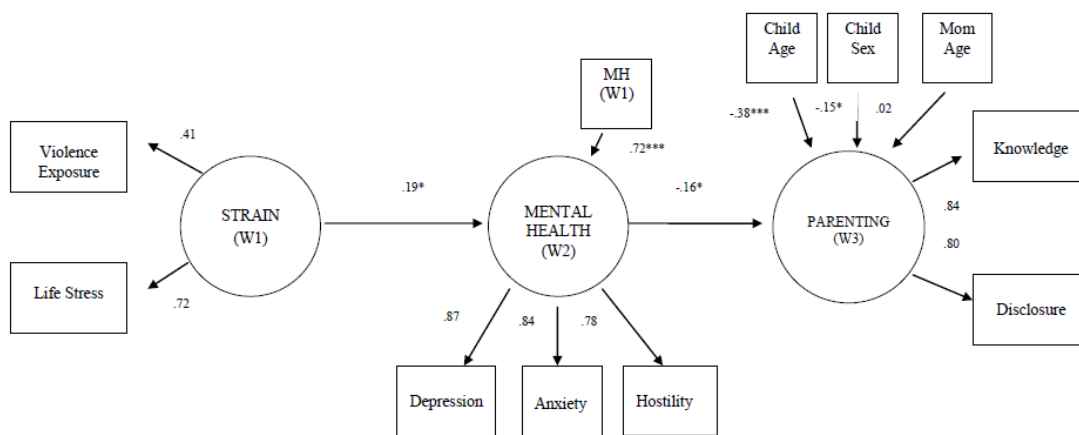 Child
Age
Child
Sex
Mom
Age
MH
(W1)
-.38***
-.15*
.02
.72***
Violence
Exposure
.41
Knowledge
STRAIN
(W1)
.19*
MENTAL
HEALTH
(W2)
-.16*
PARENTING
(W3)
.84
.80
Life Stress
.72
Disclosure
.87
.84
.78
Depression
Anxiety
Hostility